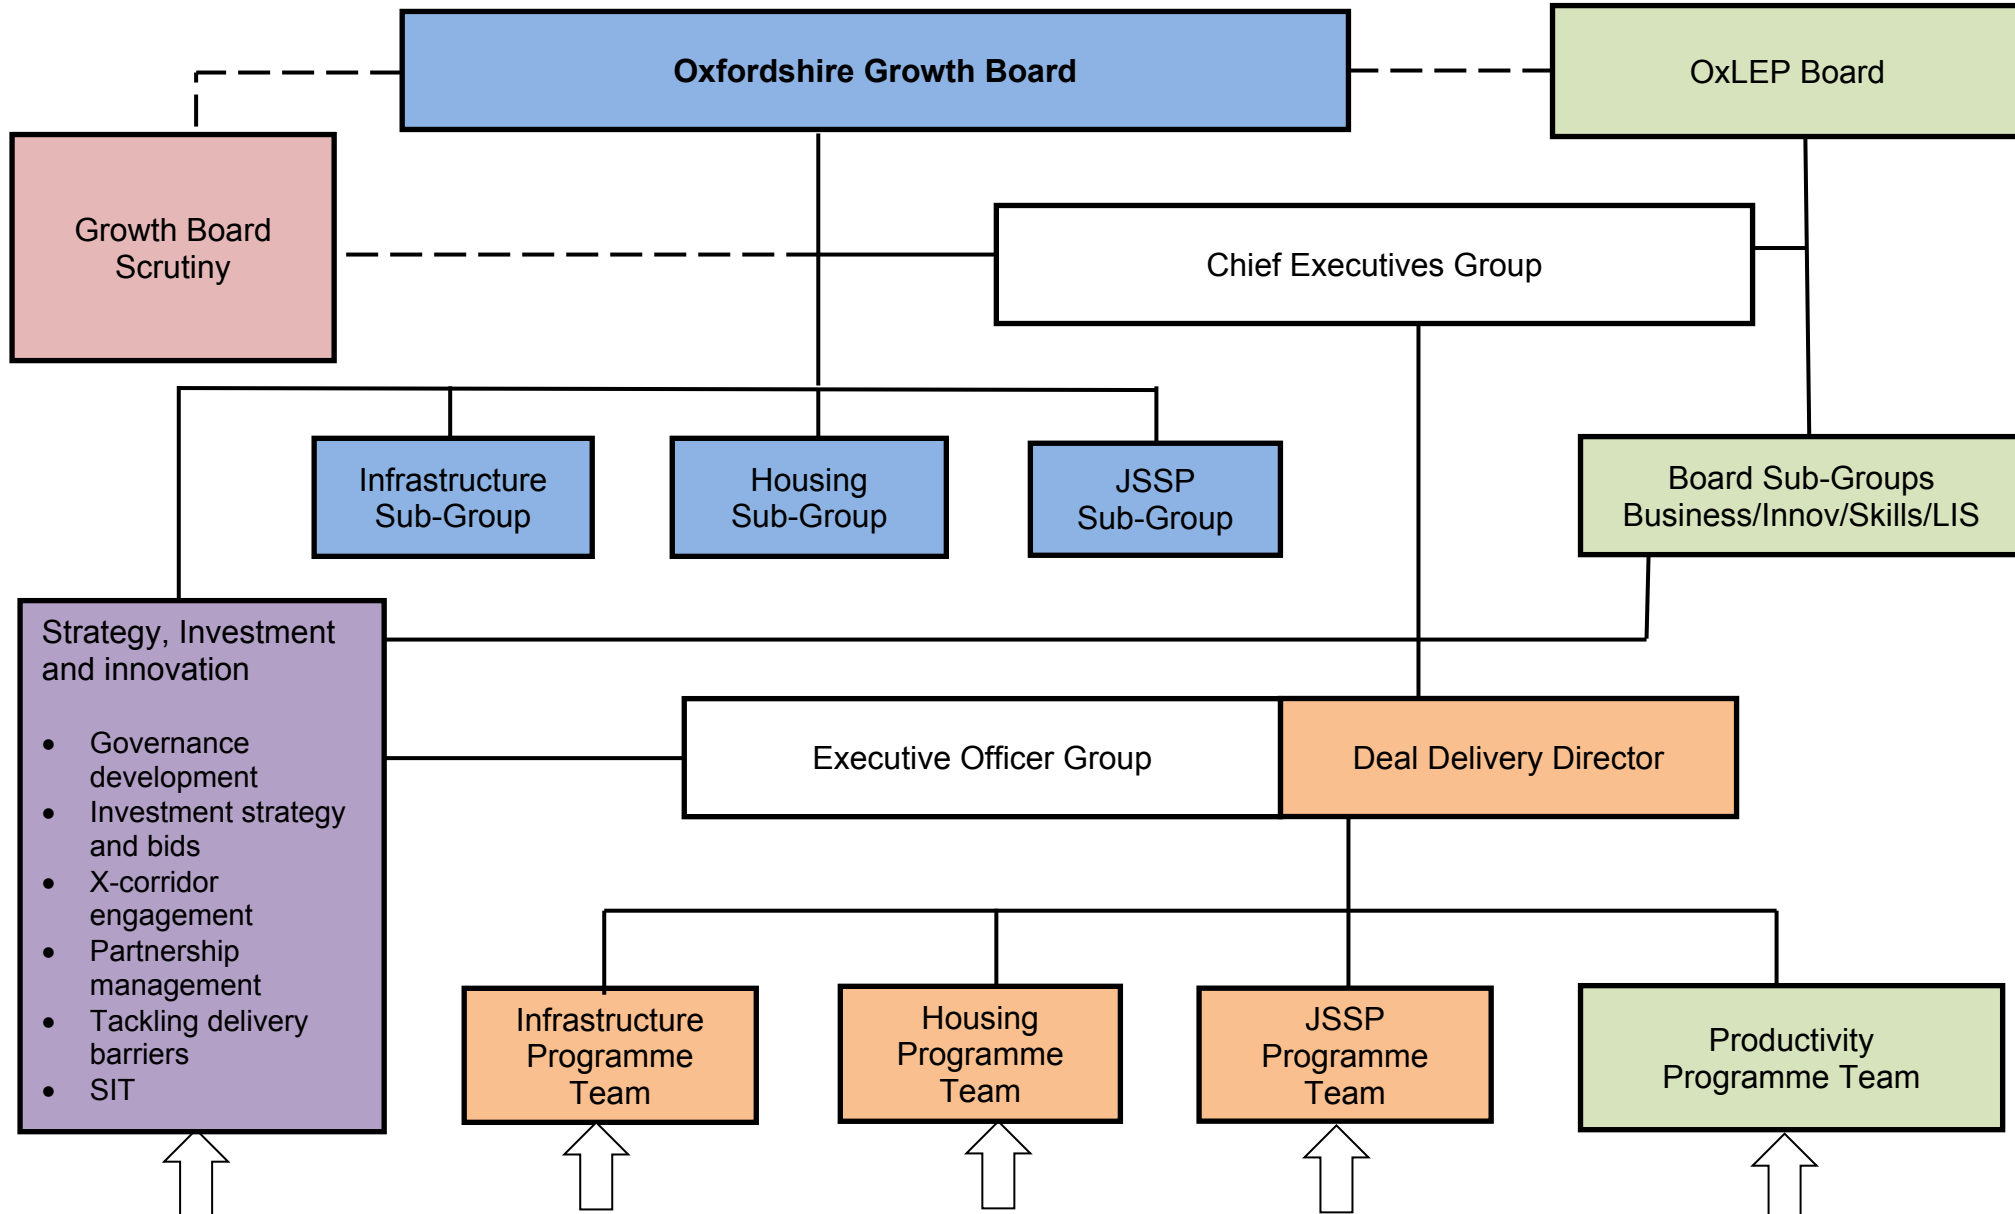 Oxfordshire Growth Board
OxLEP Board
Growth Board
Scrutiny
Chief Executives Group
Infrastructure
Sub-Group
Housing
Sub-Group
JSSP
Sub-Group
Board Sub-Groups
Business/Innov/Skills/LIS
Strategy, Investment
and innovation
• Governance
development
• Investment strategy
and bids
• X-corridor
engagement
• Partnership
management
• Tackling delivery
barriers
• SIT
Executive Officer Group
Deal Delivery Director
Infrastructure
Programme
Team
Housing
Programme
Team
JSSP
Programme
Team
Productivity
Programme Team